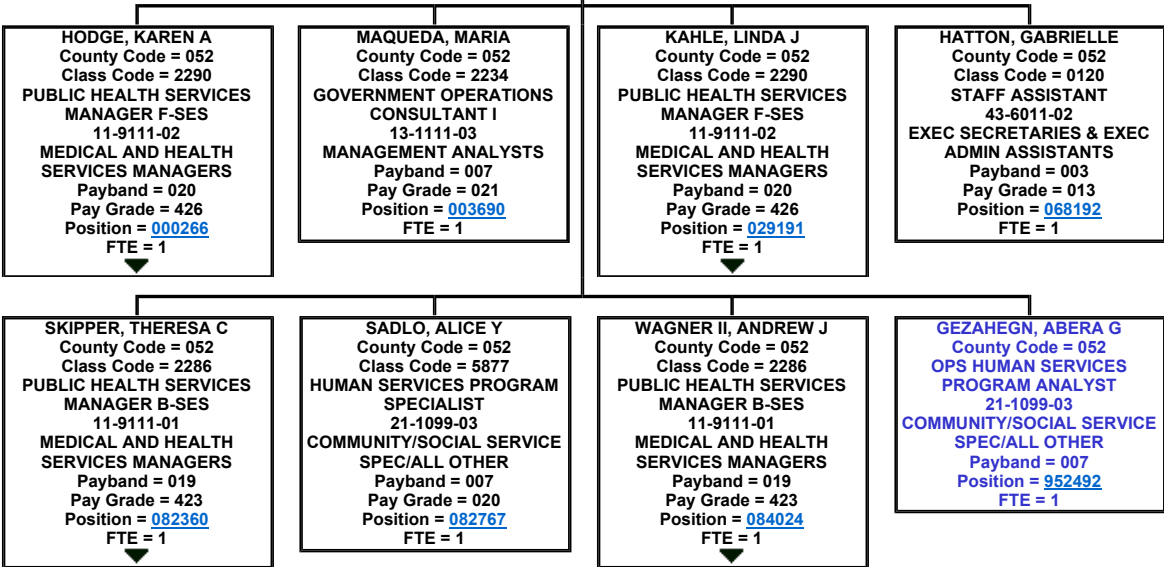 HODGE, KAREN A
County Code = 052
Class Code = 2290
PUBLIC HEALTH SERVICES
MANAGER F-SES
11-9111-02
MEDICAL AND HEALTH
SERVICES MANAGERS
Payband = 020
Pay Grade = 426
Position = 000266
FTE = 1
MAQUEDA, MARIA
County Code = 052
Class Code = 2234
GOVERNMENT OPERATIONS
CONSULTANT I
13-1111-03
MANAGEMENT ANALYSTS
Payband = 007
Pay Grade = 021
Position = 003690
FTE = 1
KAHLE, LINDA J
County Code = 052
Class Code = 2290
PUBLIC HEALTH SERVICES
MANAGER F-SES
11-9111-02
MEDICAL AND HEALTH
SERVICES MANAGERS
Payband = 020
Pay Grade = 426
Position = 029191
FTE = 1
HATTON, GABRIELLE
County Code = 052
Class Code = 0120
STAFF ASSISTANT
43-6011-02
EXEC SECRETARIES & EXEC
ADMIN ASSISTANTS
Payband = 003
Pay Grade = 013
Position = 068192
FTE = 1
SKIPPER, THERESA C
County Code = 052
Class Code = 2286
PUBLIC HEALTH SERVICES
MANAGER B-SES
11-9111-01
MEDICAL AND HEALTH
SERVICES MANAGERS
Payband = 019
Pay Grade = 423
Position = 082360
FTE = 1
SADLO, ALICE Y
County Code = 052
Class Code = 5877
HUMAN SERVICES PROGRAM
SPECIALIST
21-1099-03
COMMUNITY/SOCIAL SERVICE
SPEC/ALL OTHER
Payband = 007
Pay Grade = 020
Position = 082767
FTE = 1
WAGNER II, ANDREW J
County Code = 052
Class Code = 2286
PUBLIC HEALTH SERVICES
MANAGER B-SES
11-9111-01
MEDICAL AND HEALTH
SERVICES MANAGERS
Payband = 019
Pay Grade = 423
Position = 084024
FTE = 1
GEZAHEGN, ABERA G
County Code = 052
OPS HUMAN SERVICES
PROGRAM ANALYST
21-1099-03
COMMUNITY/SOCIAL SERVICE
SPEC/ALL OTHER
Payband = 007
Position = 952492
FTE = 1